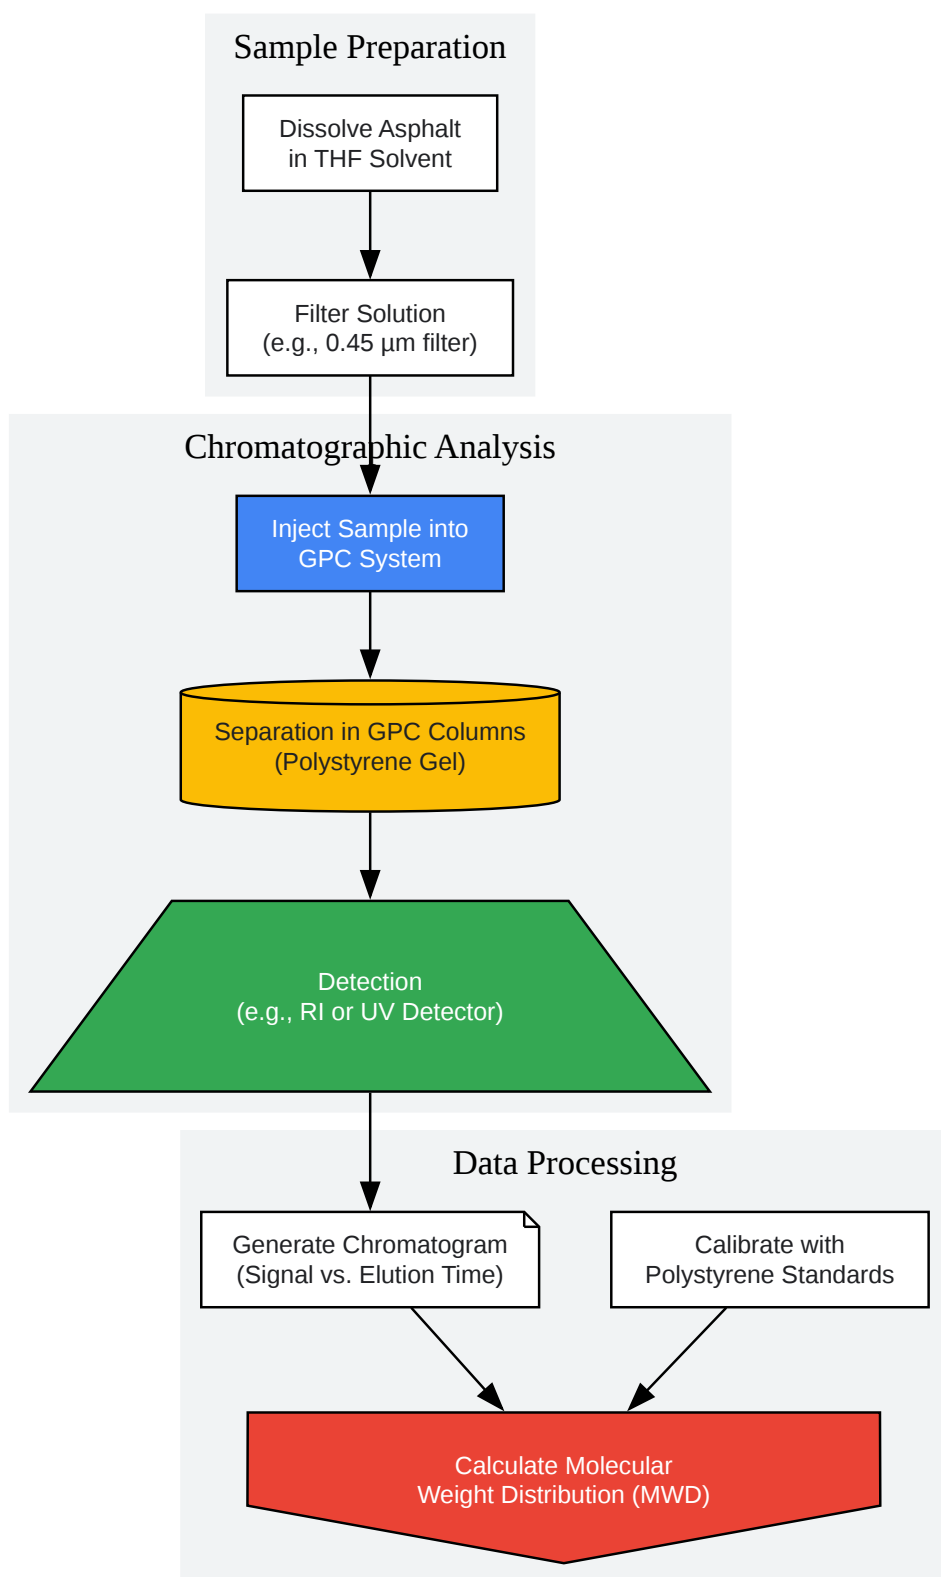 Sample Preparation
Dissolve Asphalt
in THF Solvent
Filter Solution
(e.g., 0.45 µm filter)
Chromatographic Analysis
Inject Sample into
GPC System
Separation in GPC Columns
(Polystyrene Gel)
Detection
(e.g., RI or UV Detector)
Data Processing
Generate Chromatogram
(Signal vs. Elution Time)
Calibrate with
Polystyrene Standards
Calculate Molecular
Weight Distribution (MWD)